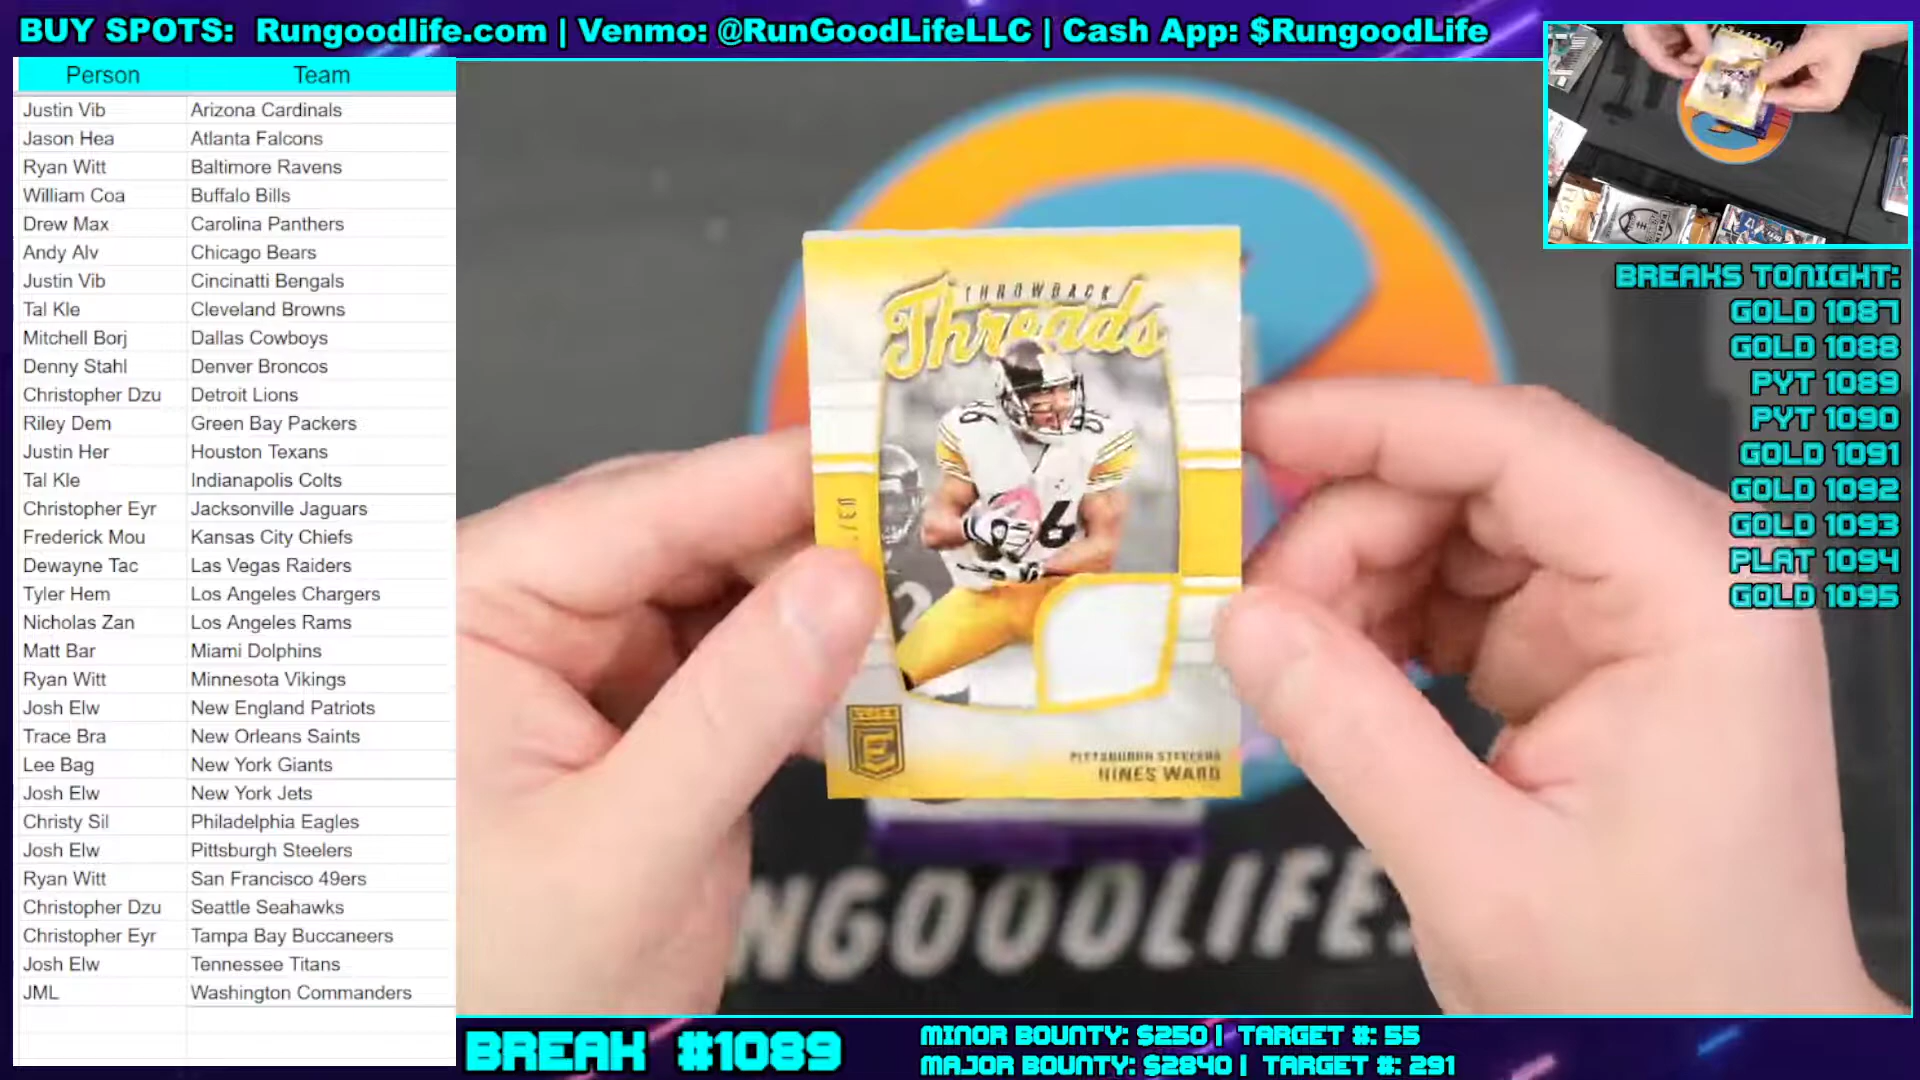 BUY SPOTS: Rungoodlife.com | Venmo: @RunGoodLifeLLC | Cash App: $RungoodLife
Person Team
Justin Vib Arizona Cardinals
Jason Hea Atlanta Falcons
Ryan Witt Baltimore Ravens
William Coa Buffalo Bills
Drew Max Carolina Panthers
Andy Alv Chicago Bears
Justin Vib Cincinatti Bengals
Tal Kle Cleveland Browns
Mitchell Borj Dallas Cowboys
Denny Stahl Denver Broncos
Christopher Dzu Detroit Lions
Riley Dem Green Bay Packers
Justin Her Houston Texans
Tal Kle Indianapolis Colts
Christopher Eyr Jacksonville Jaguars
Frederick Mou Kansas City Chiefs
Dewayne Tac Las Vegas Raiders
Tyler Hem Los Angeles Chargers
Nicholas Zan Los Angeles Rams
Matt Bar Miami Dolphins
Ryan Witt Minnesota Vikings
Josh Elw New England Patriots
Trace Bra New Orleans Saints
Lee Bag New York Giants
Josh Elw New York Jets
Christy Sil Philadelphia Eagles
Josh Elw Pittsburgh Steelers
Ryan Witt San Francisco 49ers
Christopher Dzu Seattle Seahawks
Christopher Eyr Tampa Bay Buccaneers
Josh Elw Tennessee Titans
JML Washington Commanders
THROWBACK
Threads
86
6
E
PITTSBURGH STEELERS
HINES WARD
NGOODLIFE.
BREAKS TONIGHT:
GOLD 1087
GOLD 1088
PYT 1089
PYT 1090
GOLD 1091
GOLD 1092
GOLD 1093
PLAT 1094
GOLD 1095
BREAK #1089
MINOR BOUNTY: $250 | TARGET #: 55
MAJOR BOUNTY: $2840 | TARGET #: 291